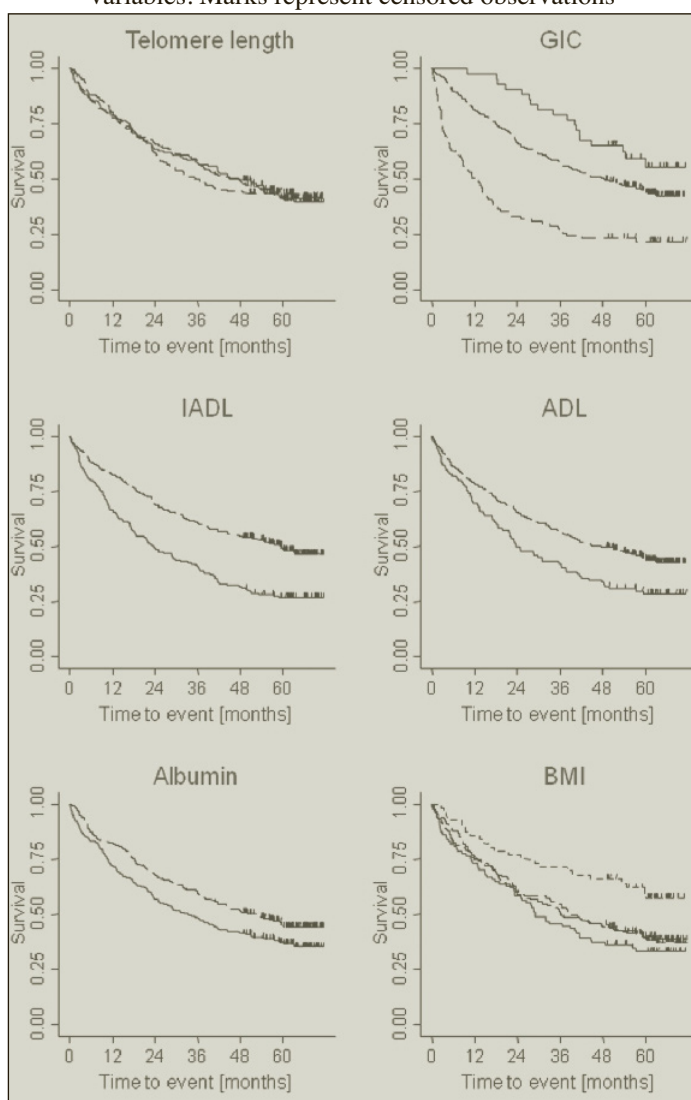 variables. Marks represent censored observations
Telomere length
GIC
1.00
0.75
0.50
0.25
0.00
Survival
0 12 24 36 48 60
Time to event [months]
1.00
0.75
0.50
0.25
0.00
Survival
0 12 24 36 48 60
Time to event [months]
IADL
ADL
1.00
0.75
0.50
0.25
0.00
Survival
0 12 24 36 48 60
Time to event [months]
1.00
0.75
0.50
0.25
0.00
Survival
0 12 24 36 48 60
Time to event [months]
Albumin
BMI
1.00
0.75
0.50
0.25
0.00
Survival
0 12 24 36 48 60
Time to event [months]
1.00
0.75
0.50
0.25
0.00
Survival
0 12 24 36 48 60
Time to event [months]